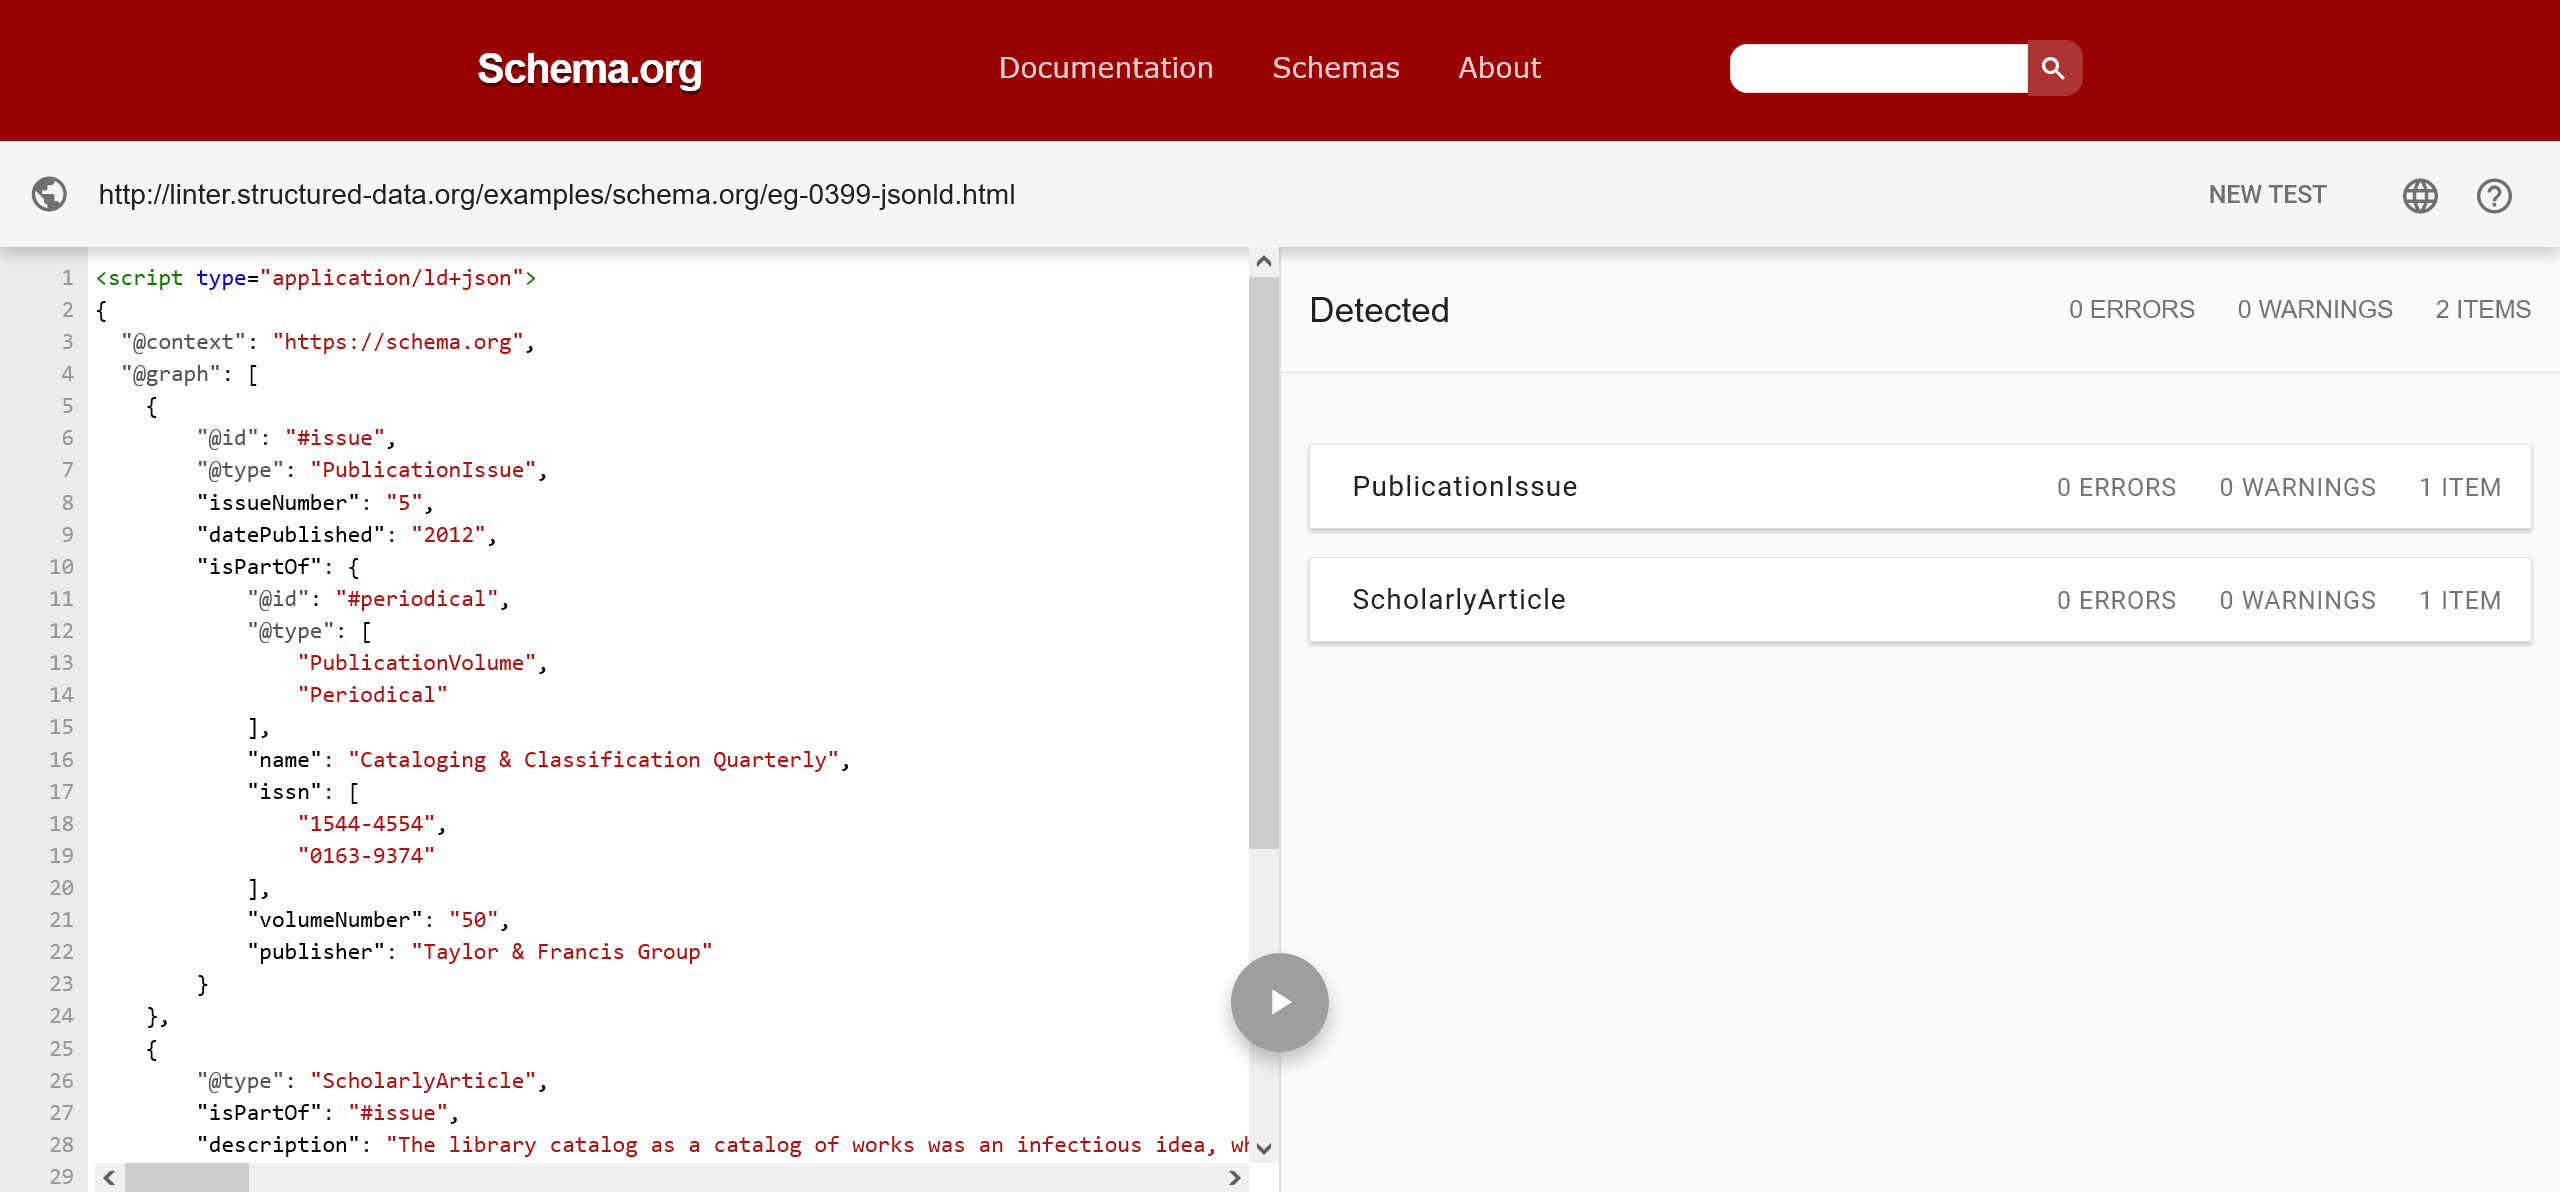 Schema.org
Documentation Schemas About
http://linter.structured-data.org/examples/schema.org/eg-0399-jsonld.html
NEW TEST
1 <script type="application/ld+json">
2 {
3 "@context": "https://schema.org",
4 "@graph": [
5 {
6 "@id": "#issue",
7 "@type": "PublicationIssue",
8 "issueNumber": "5",
9 "datePublished": "2012",
10 "isPartOf": {
11 "@id": "#periodical",
12 "@type": [
13 "PublicationVolume",
14 "Periodical"
15 ],
16 "name": "Cataloging & Classification Quarterly",
17 "issn": [
18 "1544-4554",
19 "0163-9374"
20 ],
21 "volumeNumber": "50",
22 "publisher": "Taylor & Francis Group"
23 }
24 },
25 {
26 "@type": "ScholarlyArticle",
27 "isPartOf": "#issue",
28 "description": "The library catalog as a catalog of works was an infectious idea,
29
Detected
0 ERRORS 0 WARNINGS 2 ITEMS
PublicationIssue 0 ERRORS 0 WARNINGS 1 ITEM
ScholarlyArticle 0 ERRORS 0 WARNINGS 1 ITEM